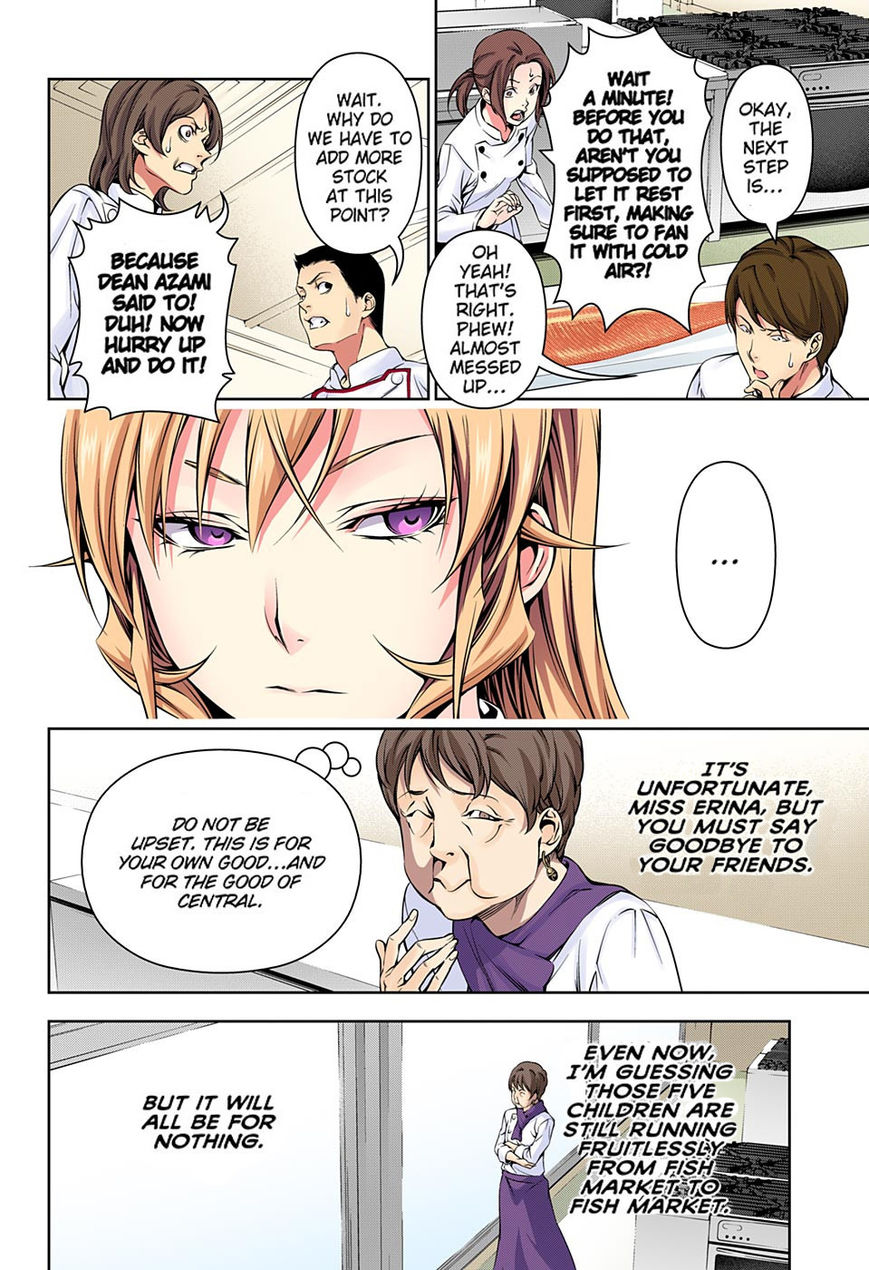 WAIT.
WHY DO
WE HAVE TO
ADD MORE
STOCK
AT THIS
POINT?
BECAUSE
DEAN AZAMI
SAID TO!
DUH! NOW
HURRY UP
AND DO IT!
OKAY,
THE
NEXT
STEP
IS...
WAIT
A MINUTE!
BEFORE YOU
DO THAT,
AREN'T YOU
SUPPOSED TO
LET IT REST
FIRST, MAKING
SURE TO FAN
IT WITH COLD
AIR?!
OH
YEAH!
THAT'S
RIGHT.
PHEW!
ALMOST
MESSED
UP...
...
IT'S
UNFORTUNATE,
MISS ERINA, BUT
YOU MUST SAY
GOODBYE TO
YOUR FRIENDS.
DO NOT BE
UPSET. THIS IS FOR
YOUR OWN GOOD...AND
FOR THE GOOD OF
CENTRAL.
EVEN NOW,
I'M GUESSING
THOSE FIVE
CHILDREN ARE
STILL RUNNING
FRUITLESSLY
FROM FISH
MARKET TO
FISH MARKET.
BUT IT WILL
ALL BE FOR
NOTHING.